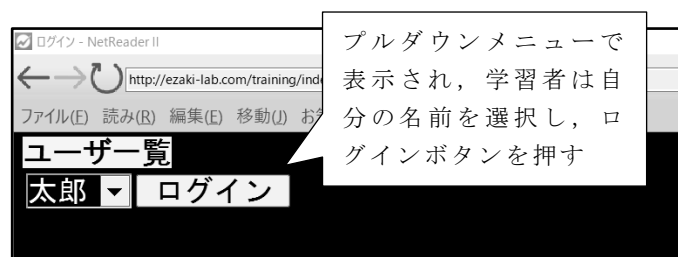 ログイン - NetReader II
http://ezaki-lab.com/training/ind
ファイル(F) 読み(R) 編集(E) 移動(J)
プルダウンメニューで
表示され，学習者は自
分の名前を選択し，ロ
グインボタンを押す
ユーザー覧
太郎 ログイン